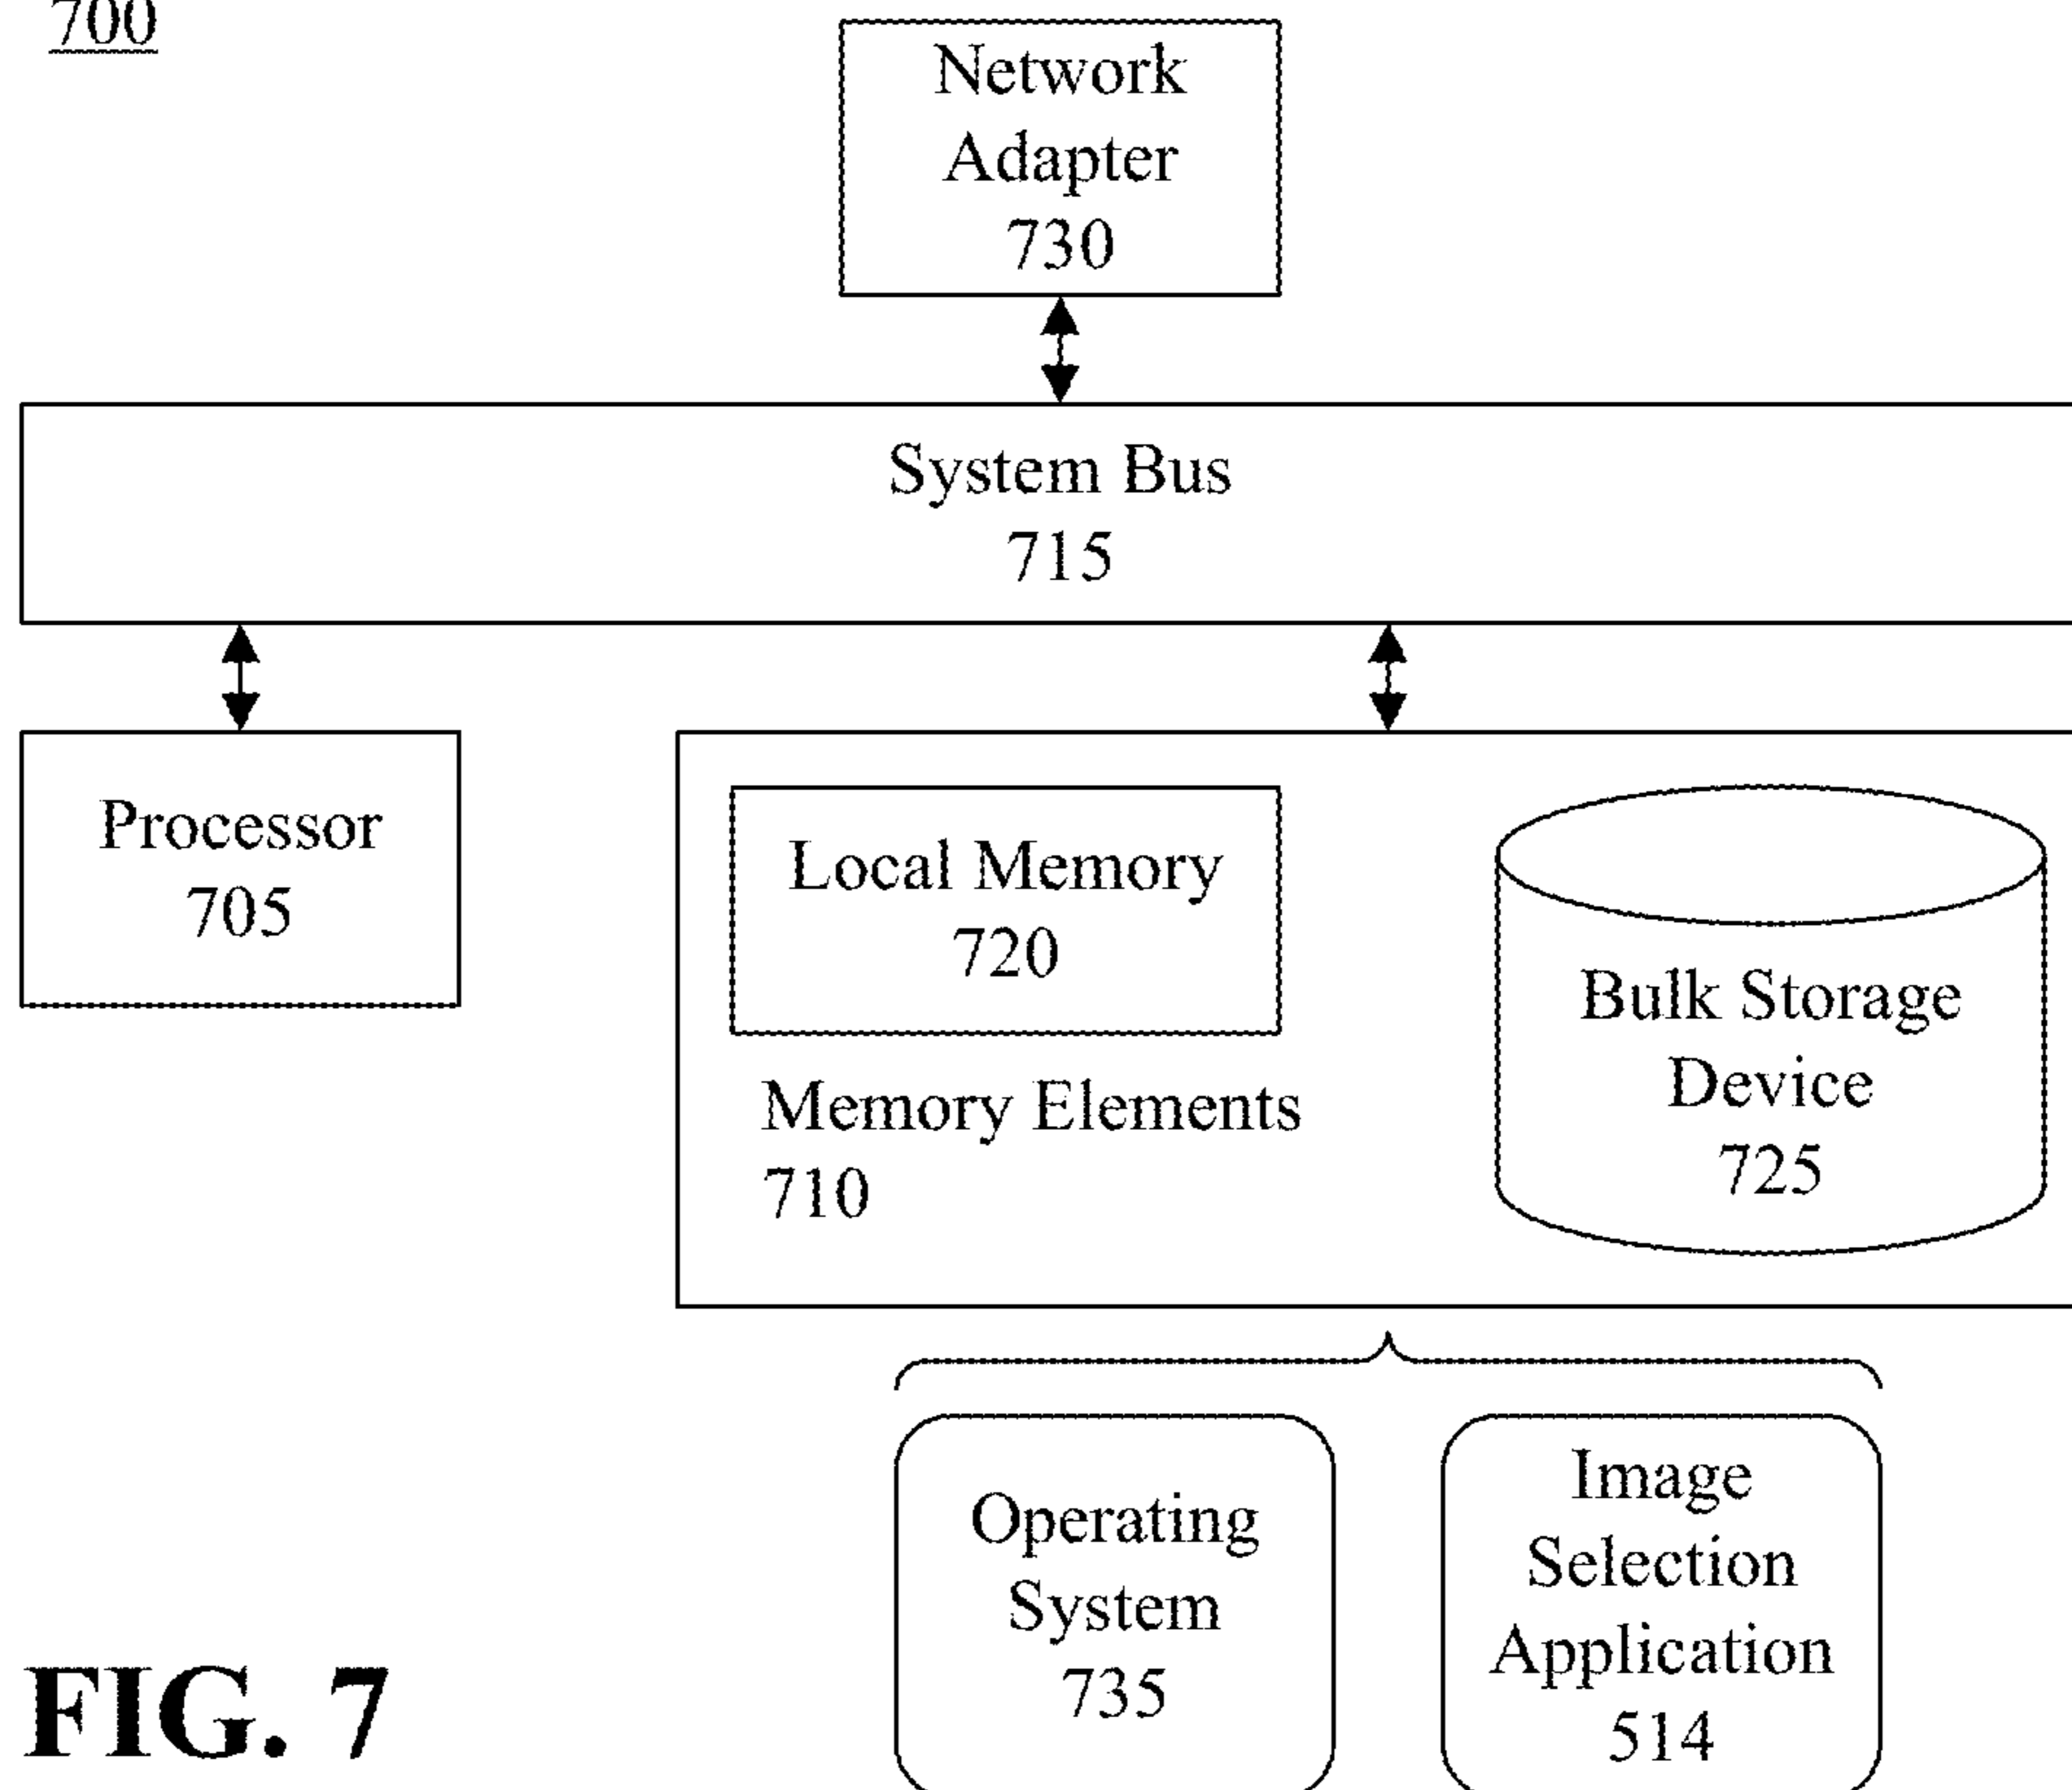 700
Network
Adapter
730
System Bus
715
Processor
705
Local Memory
720
Memory Elements
710
Bulk Storage
Device
725
Operating
System
735
Image
Selection
Application
514
FIG. 7